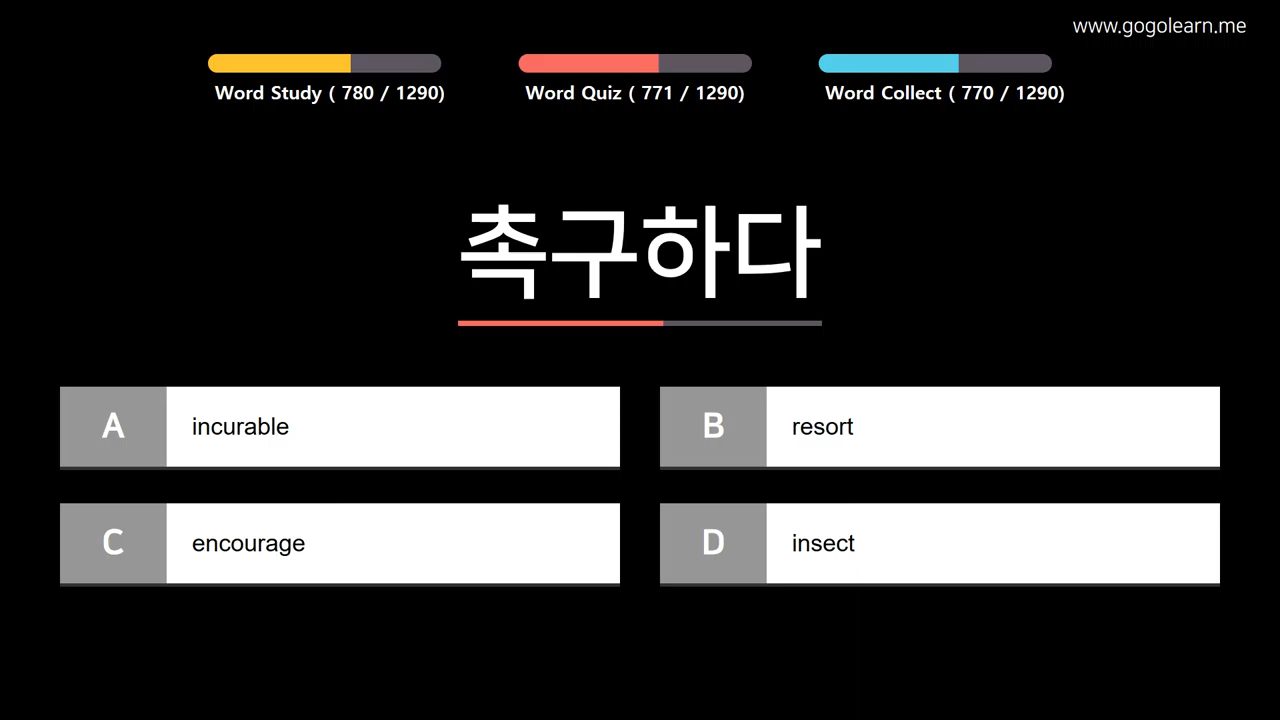 www.gogolearn.me
Word Study ( 780 / 1290)
Word Quiz ( 771 / 1290)
Word Collect ( 770 / 1290)
촉구하다
A incurable
B resort
C encourage
D insect